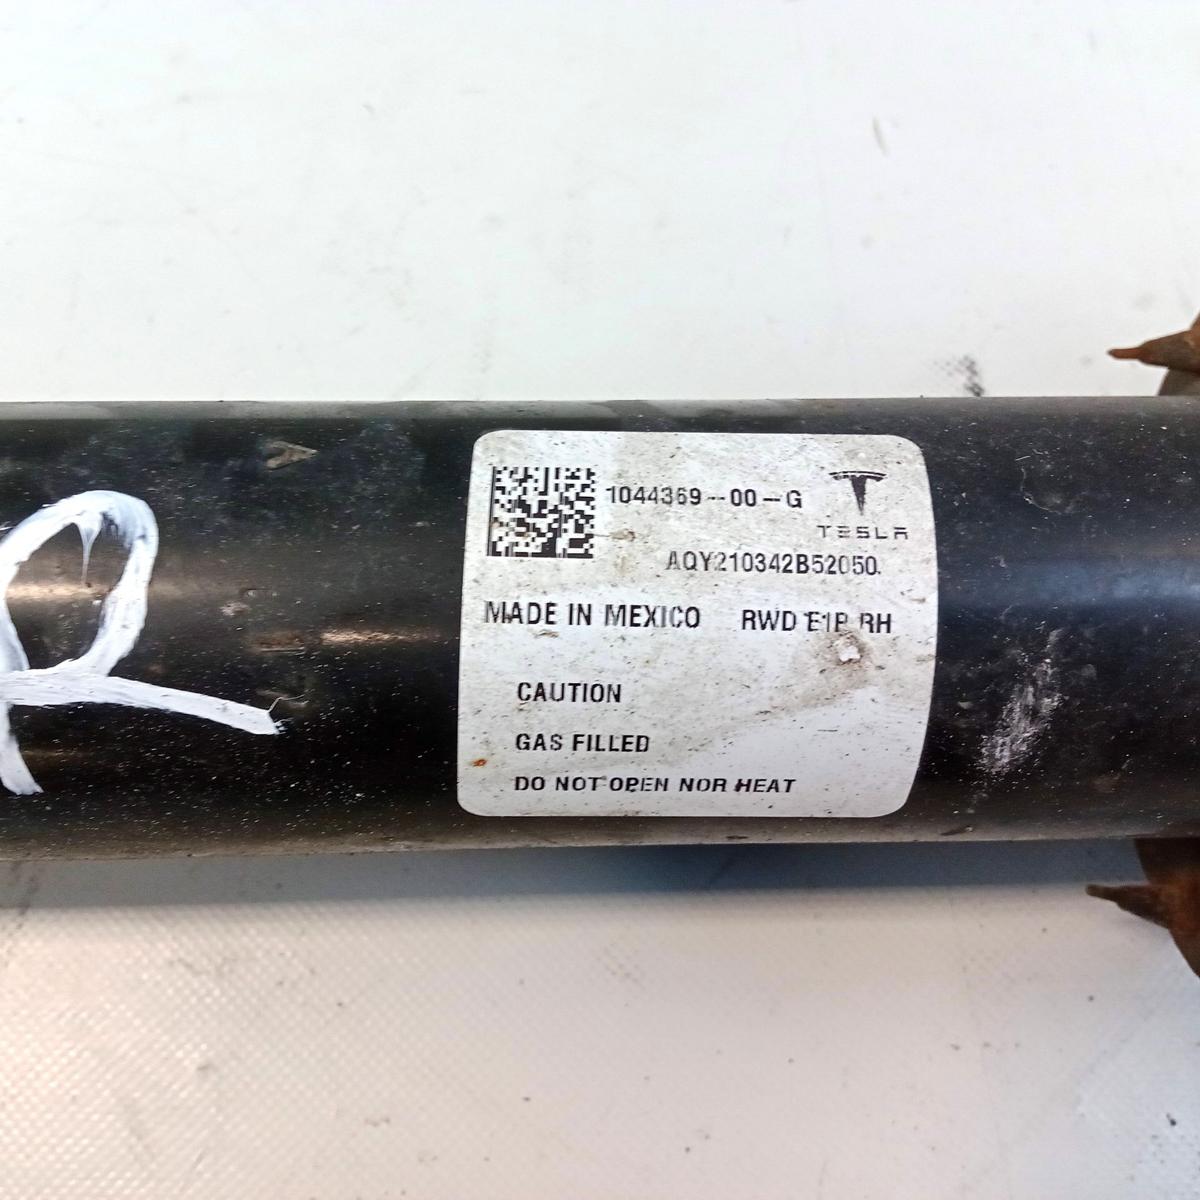 R
1044369-00-G
TESLA
AQY210342B52050
MADE IN MEXICO RWD E1P RH
CAUTION
GAS FILLED
DO NOT OPEN NOR HEAT